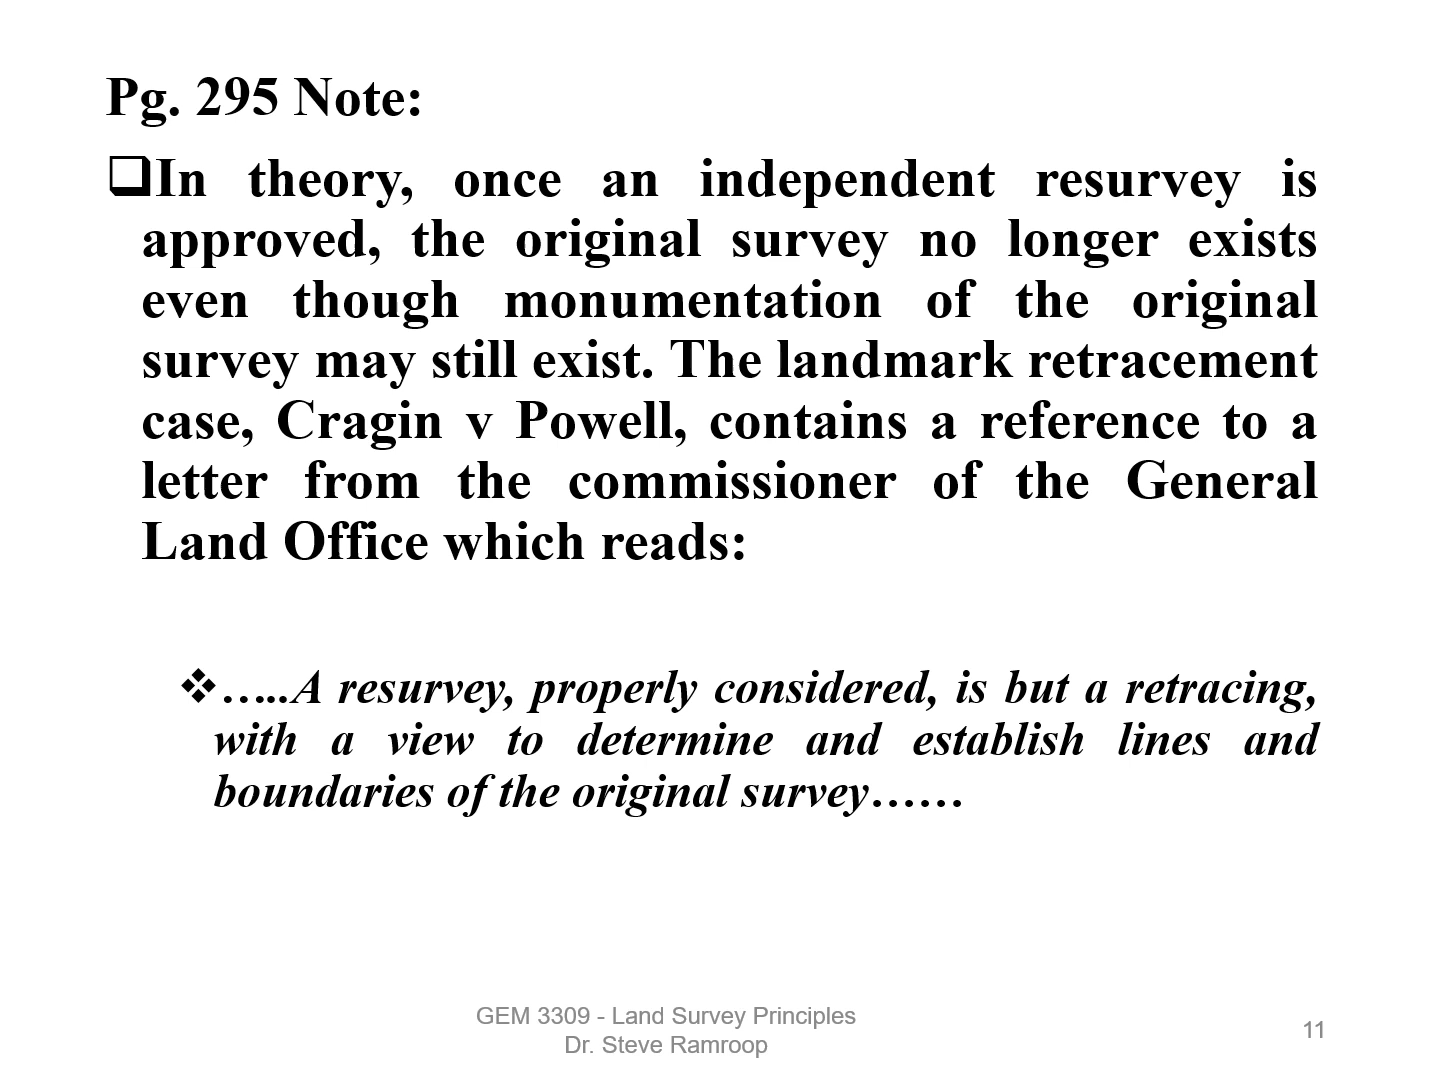 Pg. 295 Note:
❑In theory, once an independent resurvey is
approved, the original survey no longer exists
even though monumentation of the original
survey may still exist. The landmark retracement
case, Cragin v Powell, contains a reference to a
letter from the commissioner of the General
Land Office which reads:
❖…..A resurvey, properly considered, is but a retracing,
with a view to determine and establish lines and
boundaries of the original survey……
GEM 3309 - Land Survey Principles
Dr. Steve Ramroop
11